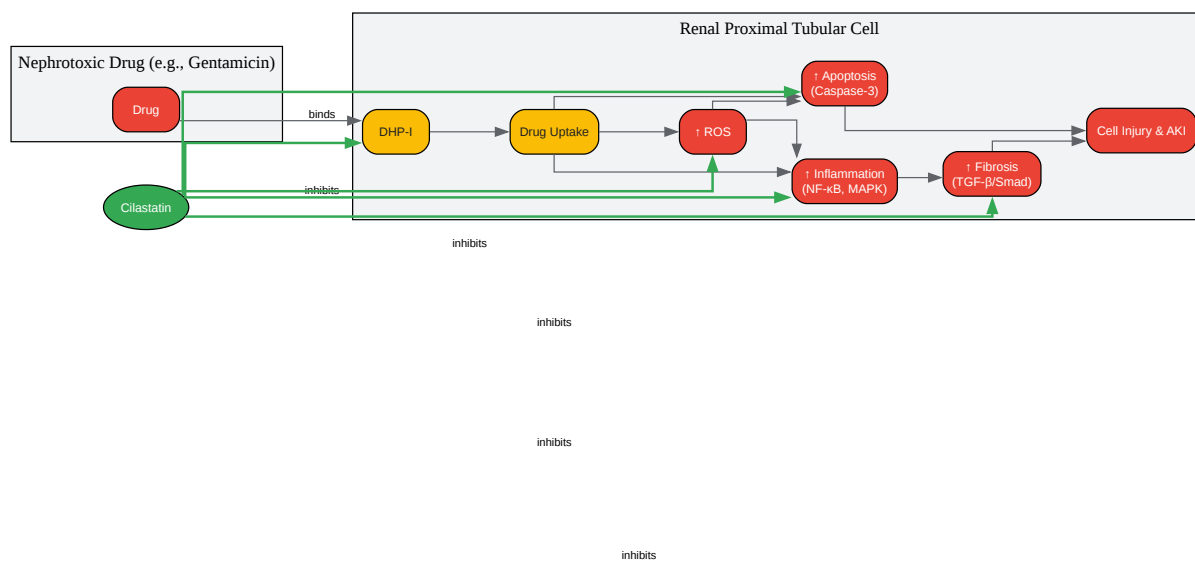 Renal Proximal Tubular Cell
Nephrotoxic Drug (e.g., Gentamicin)
↑ Apoptosis
(Caspase-3)
Drug
binds
DHP-I
Drug Uptake
↑ ROS
Cell Injury & AKI
↑ Inflammation
(NF-κB, MAPK)
↑ Fibrosis
(TGF-β/Smad)
inhibits
Cilastatin
inhibits
inhibits
inhibits
inhibits